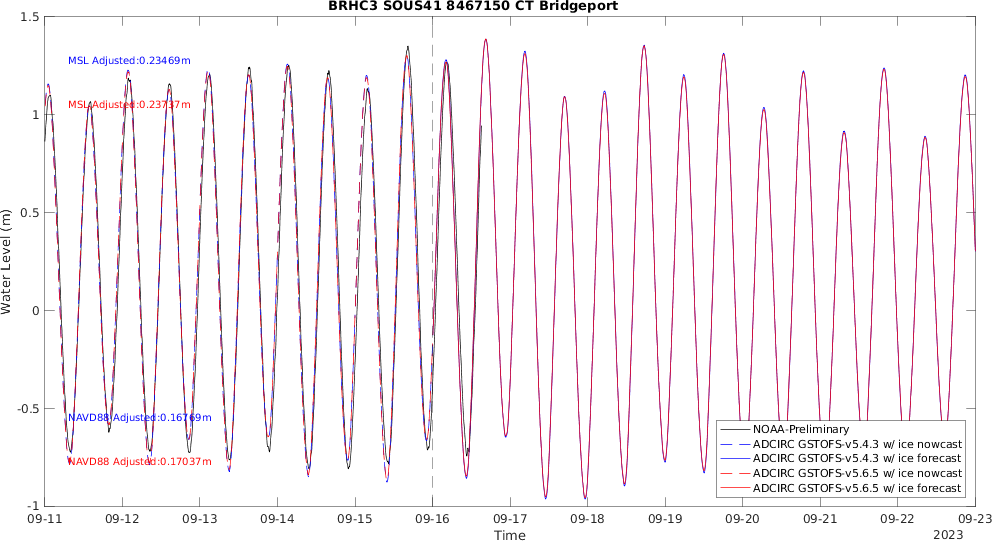 BRHC3 SOUS41 8467150 CT Bridgeport
1.5
1
0.5
0
-0.5
-1
Water Level (m)
MSL Adjusted:0.23469m
MSL Adjusted:0.23737m
NAVD88 Adjusted:0.16769m
NAVD88 Adjusted:0.17037m
NOAA-Preliminary
ADCIRC GSTOFS-v5.4.3 w/ ice nowcast
ADCIRC GSTOFS-v5.4.3 w/ ice forecast
ADCIRC GSTOFS-v5.6.5 w/ ice nowcast
ADCIRC GSTOFS-v5.6.5 w/ ice forecast
09-11 09-12 09-13 09-14 09-15 09-16 09-17 09-18 09-19 09-20 09-21 09-22 09-23
Time
2023